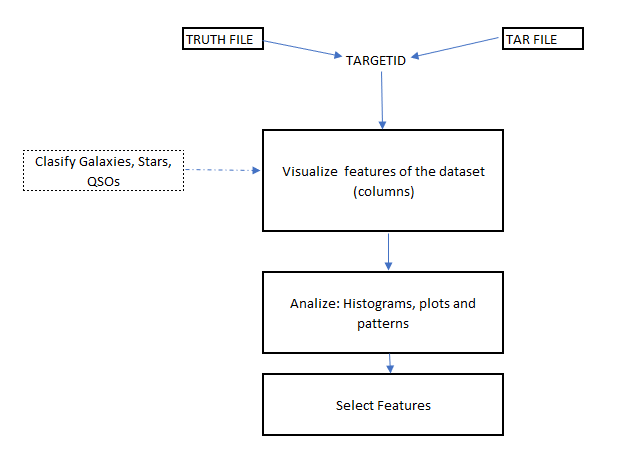 TRUTH FILE
TAR FILE
TARGETID
Clasify Galaxies, Stars,
QSOs
Visualize features of the dataset
(columns)
Analize: Histograms, plots and
patterns
Select Features